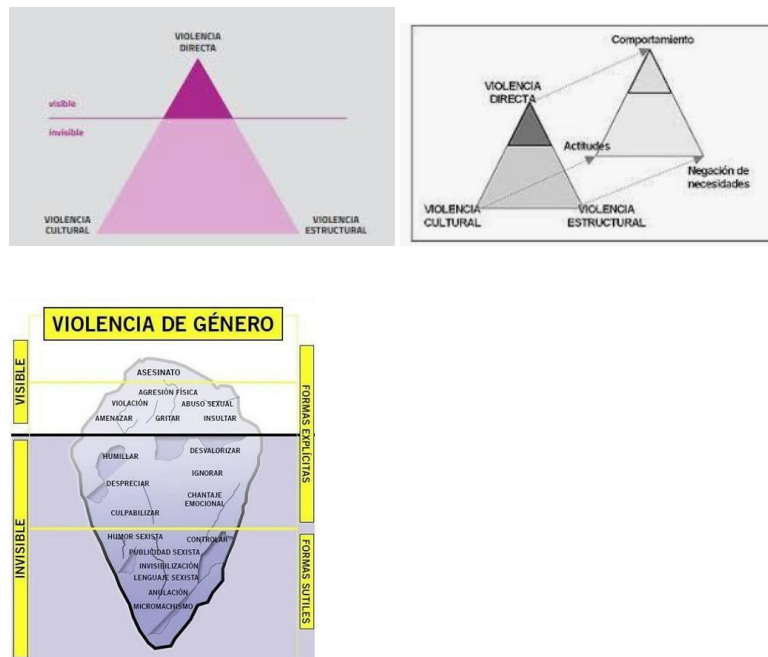 VIOLENCIA
DIRECTA
visible
invisible
VIOLENCIA
CULTURAL
VIOLENCIA
ESTRUCTURAL
Comportamiento
VIOLENCIA
DIRECTA
Actitudes
Negación de
necesidades
VIOLENCIA
CULTURAL
VIOLENCIA
ESTRUCTURAL
VIOLENCIA DE GÉNERO
VISIBLE
INVISIBLE
FORMAS EXPLÍCITAS
FORMAS SUTILES
ASESINATO
AGRESIÓN FÍSICA
VIOLACIÓN ABUSO SEXUAL
AMENAZAR GRITAR INSULTAR
HUMILLAR DESVALORIZAR
IGNORAR
DESPRECIAR
CHANTAJE
EMOCIONAL
CULPABILIZAR
HUMOR SEXISTA CONTROLAR
PUBLICIDAD SEXISTA
INVISIBILIZACIÓN
LENGUAJE SEXISTA
ANULACIÓN
MICROMACHISMO